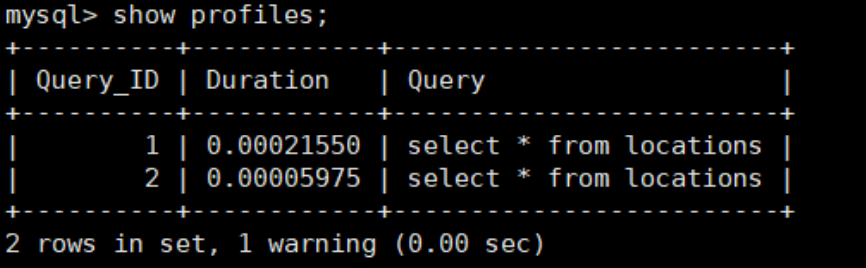 mysql> show profiles;
+----------+------------+-------------------------+
| Query_ID | Duration   | Query                   |
+----------+------------+-------------------------+
|        1 | 0.00021550 | select * from locations |
|        2 | 0.00005975 | select * from locations |
+----------+------------+-------------------------+
2 rows in set, 1 warning (0.00 sec)